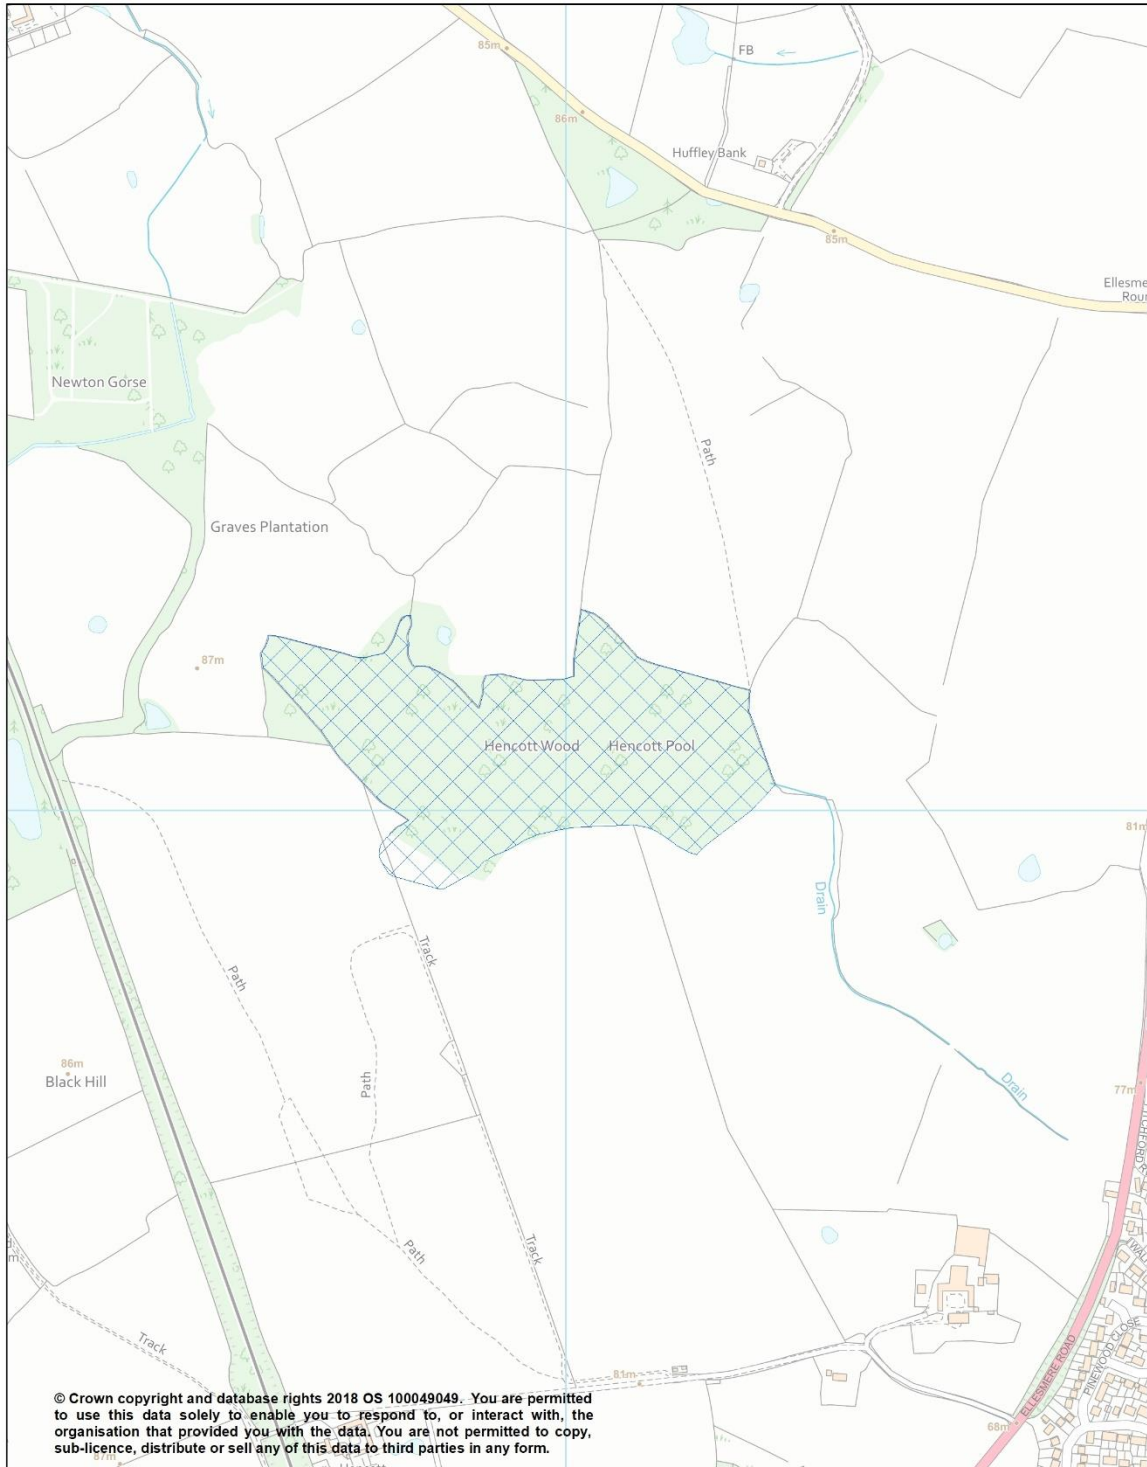 85m
FB
86m
Huffley Bank
85m
Ellesme
Roun
Newton Gorse
Path
Graves Plantation
87m
Hencott Wood
Hencott Pool
81m
Drain
Track
Path
86m
Black Hill
Path
Drain
77m
Path
Track
Track
81m
ELLESMERE ROAD
PINEWOOD CLOSE
68m
87m
© Crown copyright and database rights 2018 OS 100049049. You are permitted
to use this data solely to enable you to respond to, or interact with, the
organisation that provided you with the data. You are not permitted to copy,
sub-licence, distribute or sell any of this data to third parties in any form.